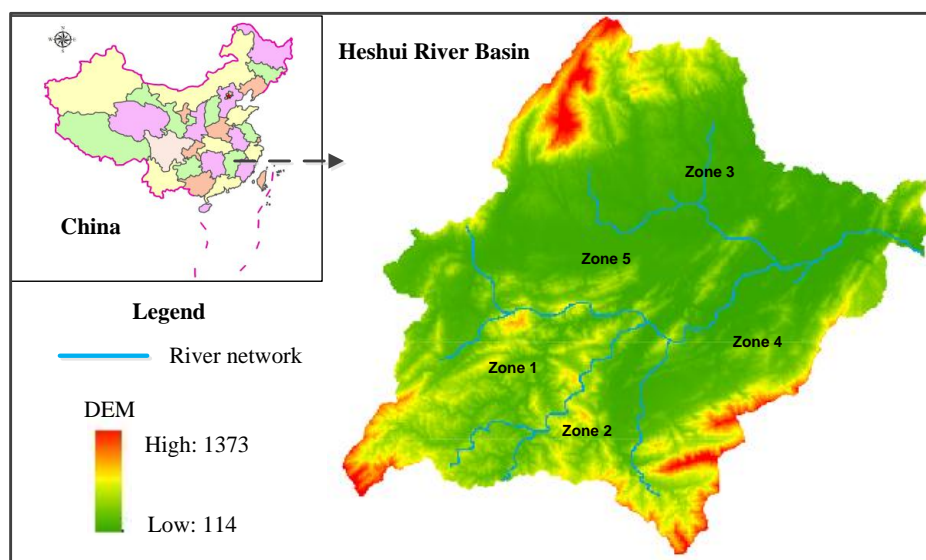 Heshui River Basin
China
Zone 3
Zone 5
Zone 4
Zone 1
Zone 2
Legend
River network
DEM
High: 1373
Low: 114